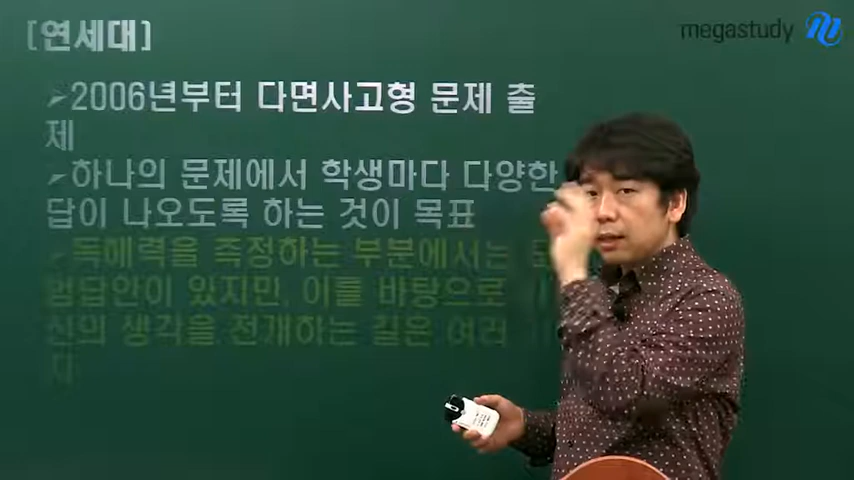 [연세대]
megastudy
➢2006년부터 다면사고형 문제 출
제
➢하나의 문제에서 학생마다 다양한
답이 나오도록 하는 것이 목표
➢독해력을 측정하는 부분에서는 모
범답안이 있지만, 이를 바탕으로
신의 생각을 전개하는 길은 여러
지